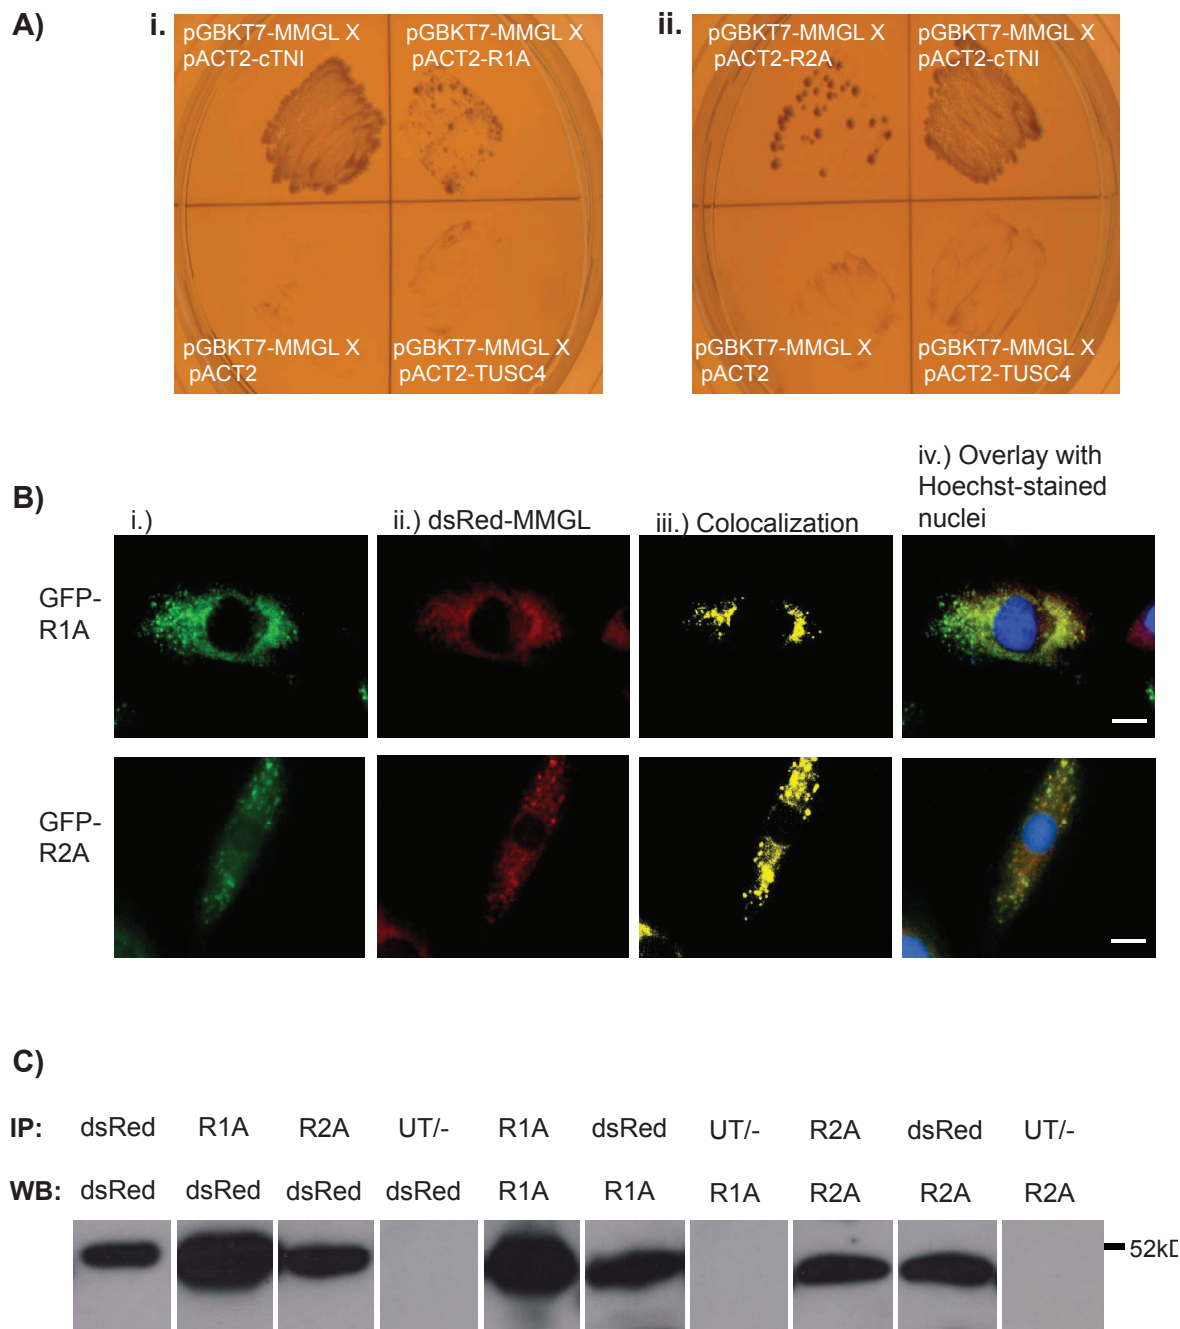 A)
i.
pGBKT7-MMGL X
pACT2-cTNI
pGBKT7-MMGL X
pACT2-R1A
pGBKT7-MMGL X
pACT2
pGBKT7-MMGL X
pACT2-TUSC4
ii.
pGBKT7-MMGL X
pACT2-R2A
pGBKT7-MMGL X
pACT2-cTNI
pGBKT7-MMGL X
pACT2
pGBKT7-MMGL X
pACT2-TUSC4
B)
i.)
ii.) dsRed-MMGL
iii.) Colocalization
iv.) Overlay with
Hoechst-stained
nuclei
GFP-
R1A
GFP-
R2A
C)
IP: dsRed R1A R2A UT/- R1A dsRed UT/- R2A dsRed UT/-
WB: dsRed dsRed dsRed dsRed R1A R1A R1A R2A R2A R2A
52kD